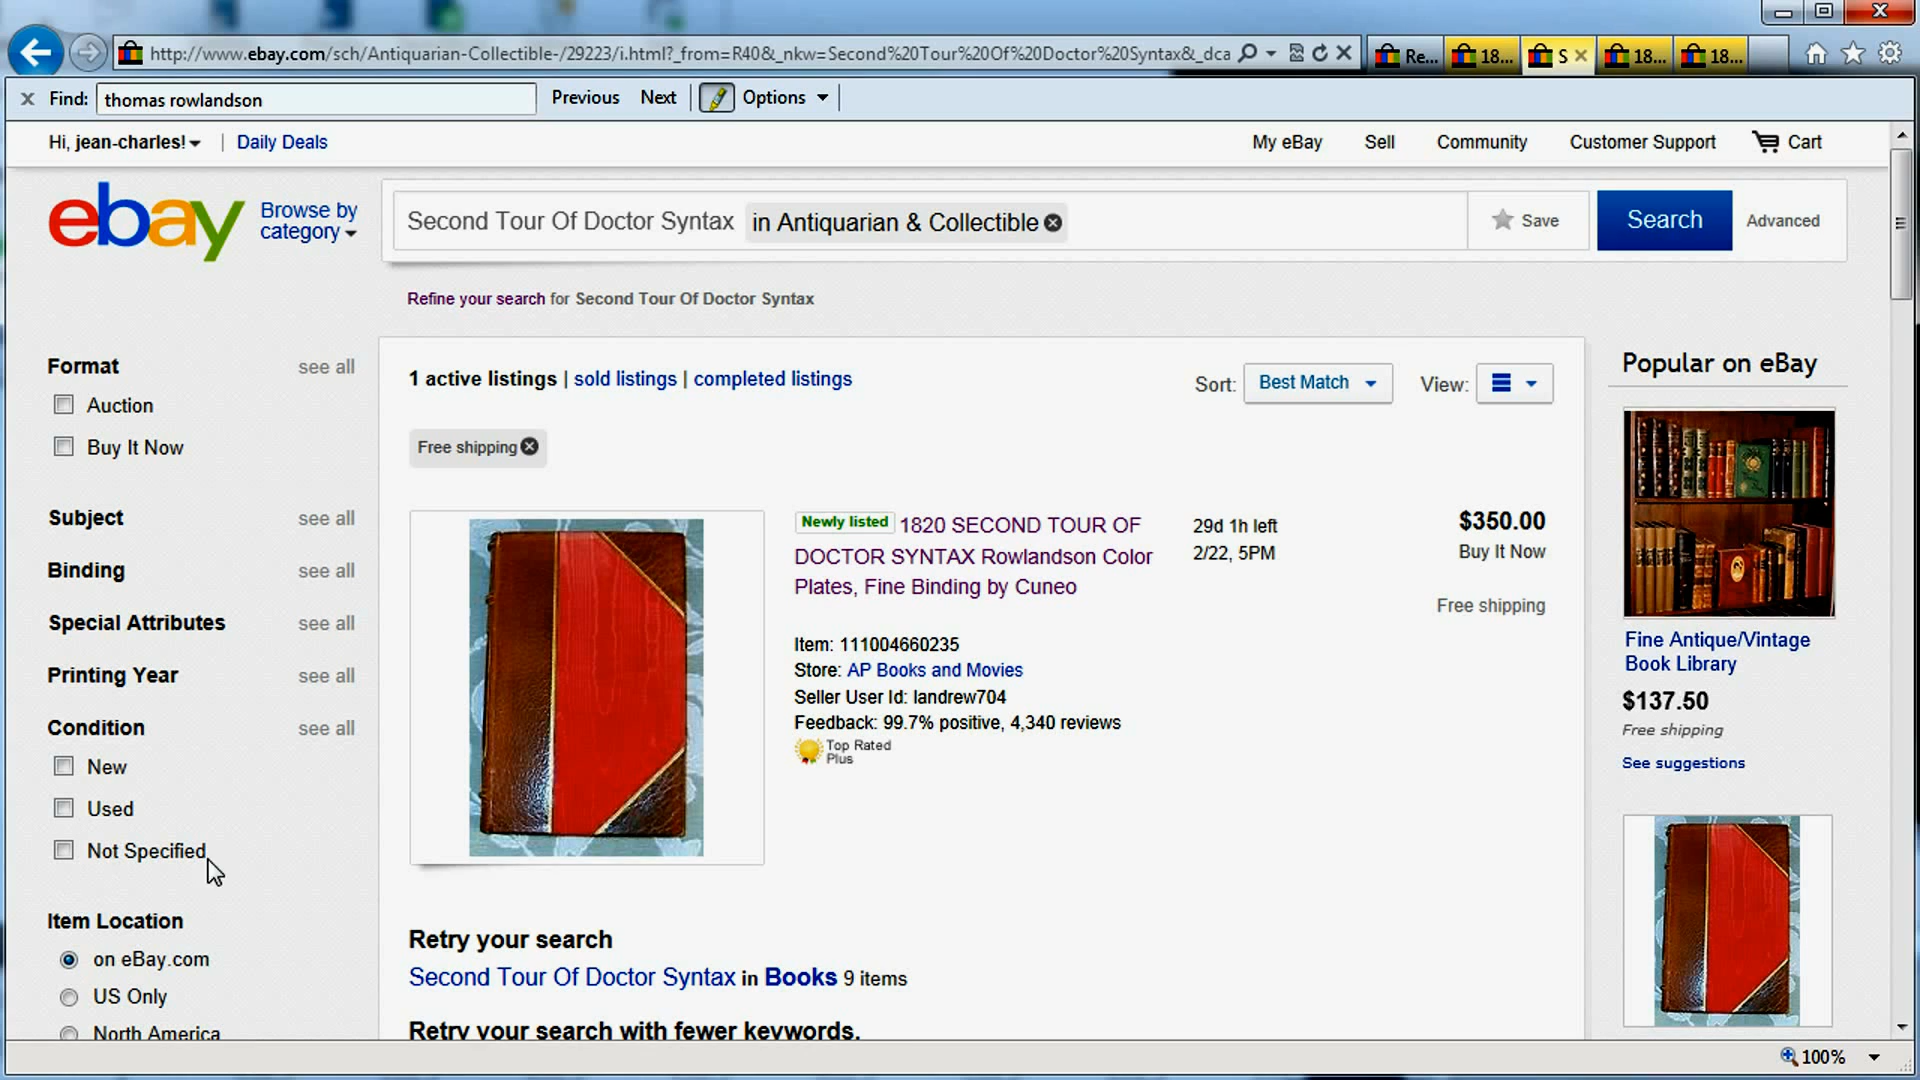 http://www.ebay.com/sch/Antiquarian-Collectible-/29223/i.html?_from=R40&_nkw=Second%20Tour%20Of%20Doctor%20Syntax&_dca
Re...
18...
S
18...
18...
Find: thomas rowlandson
Previous
Next
Options
Hi, jean-charles!
Daily Deals
My eBay
Sell
Community
Customer Support
Cart
ebay
Browse by
category
Second Tour Of Doctor Syntax in Antiquarian & Collectible
Save
Search
Advanced
Refine your search for Second Tour Of Doctor Syntax
Format see all
Auction
Buy It Now
Subject see all
Binding see all
Special Attributes see all
Printing Year see all
Condition see all
New
Used
Not Specified
Item Location
on eBay.com
US Only
North America
1 active listings | sold listings | completed listings
Sort: Best Match
View:
Free shipping
Newly listed 1820 SECOND TOUR OF
DOCTOR SYNTAX Rowlandson Color
Plates, Fine Binding by Cuneo
29d 1h left
2/22, 5PM
$350.00
Buy It Now
Free shipping
Item: 111004660235
Store: AP Books and Movies
Seller User Id: landrew704
Feedback: 99.7% positive, 4,340 reviews
Top Rated
Plus
Retry your search
Second Tour Of Doctor Syntax in Books 9 items
Retry your search with fewer keywords.
Popular on eBay
Fine Antique/Vintage
Book Library
$137.50
Free shipping
See suggestions
100%